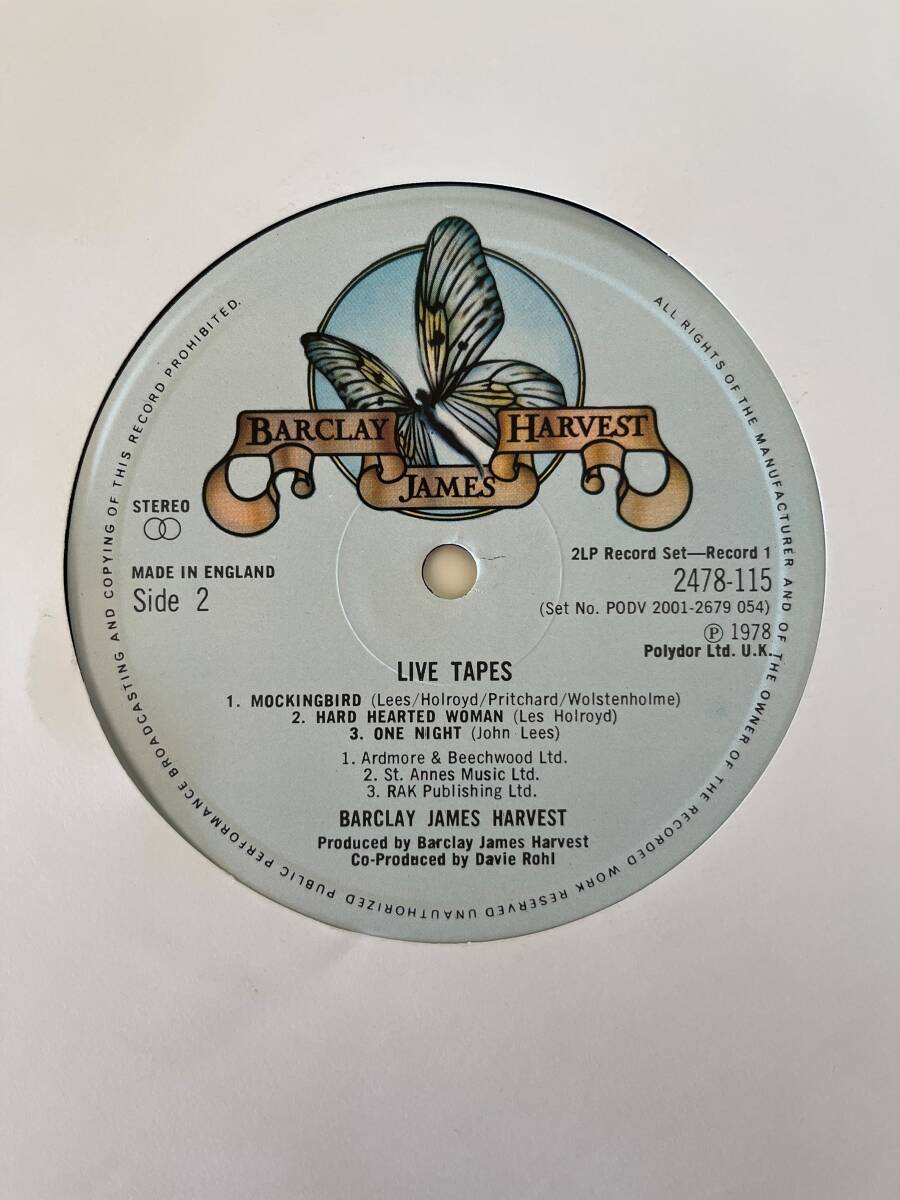 BARCLAY
JAMES
HARVEST
STEREO
MADE IN ENGLAND
Side 2
2LP Record Set—Record 1
2478-115
(Set No. PODV 2001-2679 054)
Ⓟ 1978
Polydor Ltd. U.K.
LIVE TAPES
1. MOCKINGBIRD (Lees/Holroyd/Pritchard/Wolstenholme)
2. HARD HEARTED WOMAN (Les Holroyd)
3. ONE NIGHT (John Lees)
1. Ardmore & Beechwood Ltd.
2. St. Annes Music Ltd.
3. RAK Publishing Ltd.
BARCLAY JAMES HARVEST
Produced by Barclay James Harvest
Co-Produced by Davie Rohl
ALL RIGHTS OF THE MANUFACTURER AND OF THE OWNER OF THE RECORDED WORK RESERVED UNAUTHORIZED PUBLIC PERFORMANCE BROADCASTING AND COPYING OF THIS RECORD PROHIBITED.